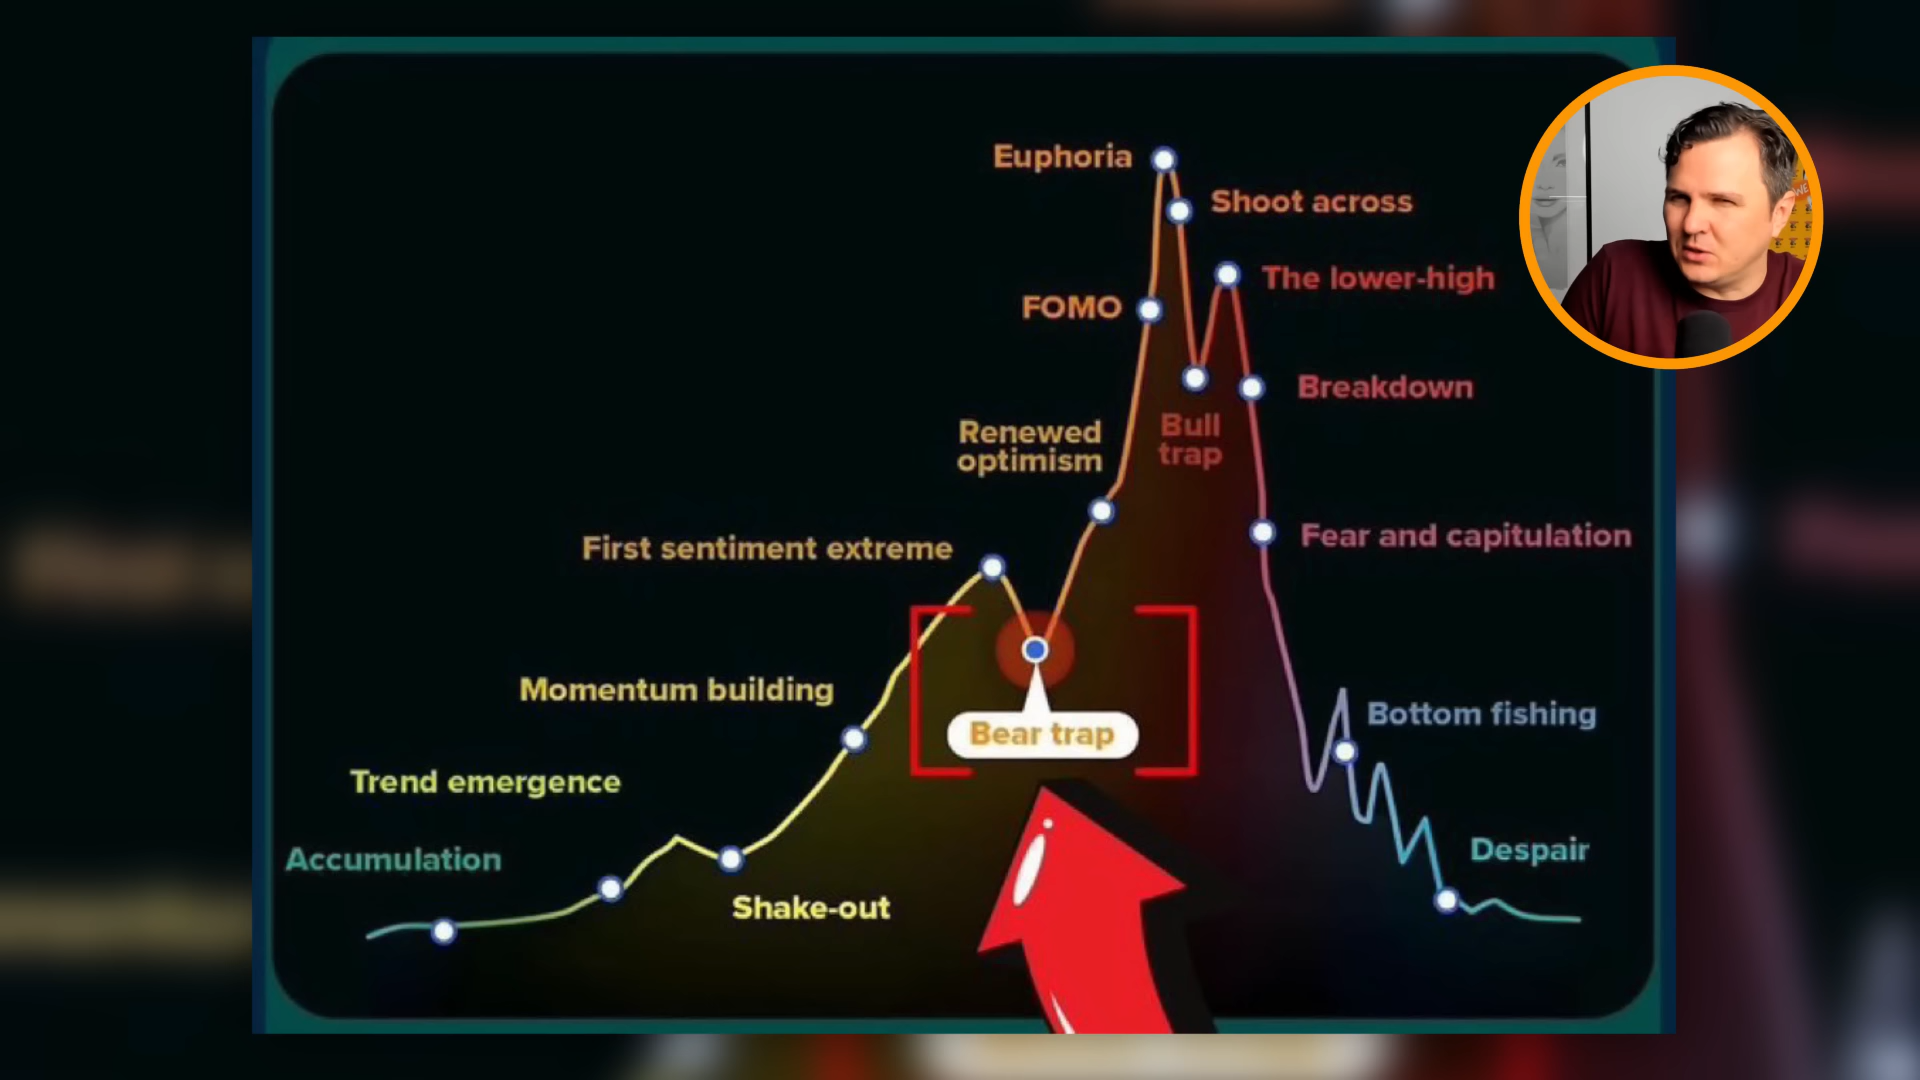 Euphoria
Shoot across
The lower-high
FOMO
Breakdown
Renewed
optimism
Bull
trap
First sentiment extreme
Fear and capitulation
Momentum building
Bear trap
Bottom fishing
Trend emergence
Accumulation
Despair
Shake-out